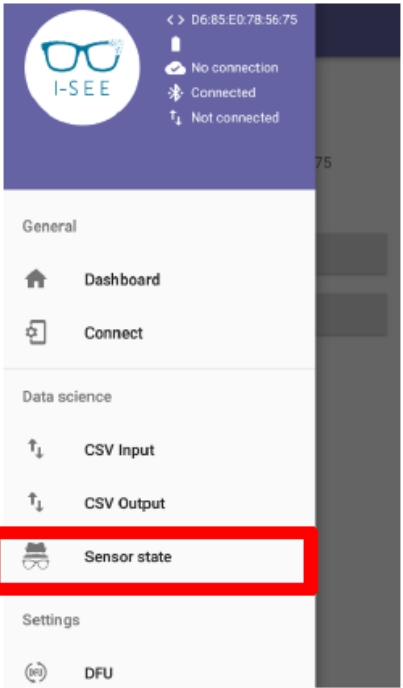 <> D6:85:E0:78:56:75
No connection
I-SEE
Connected
Not connected
75
General
Dashboard
Connect
Data science
CSV Input
CSV Output
Sensor state
Settings
DFU
DFU